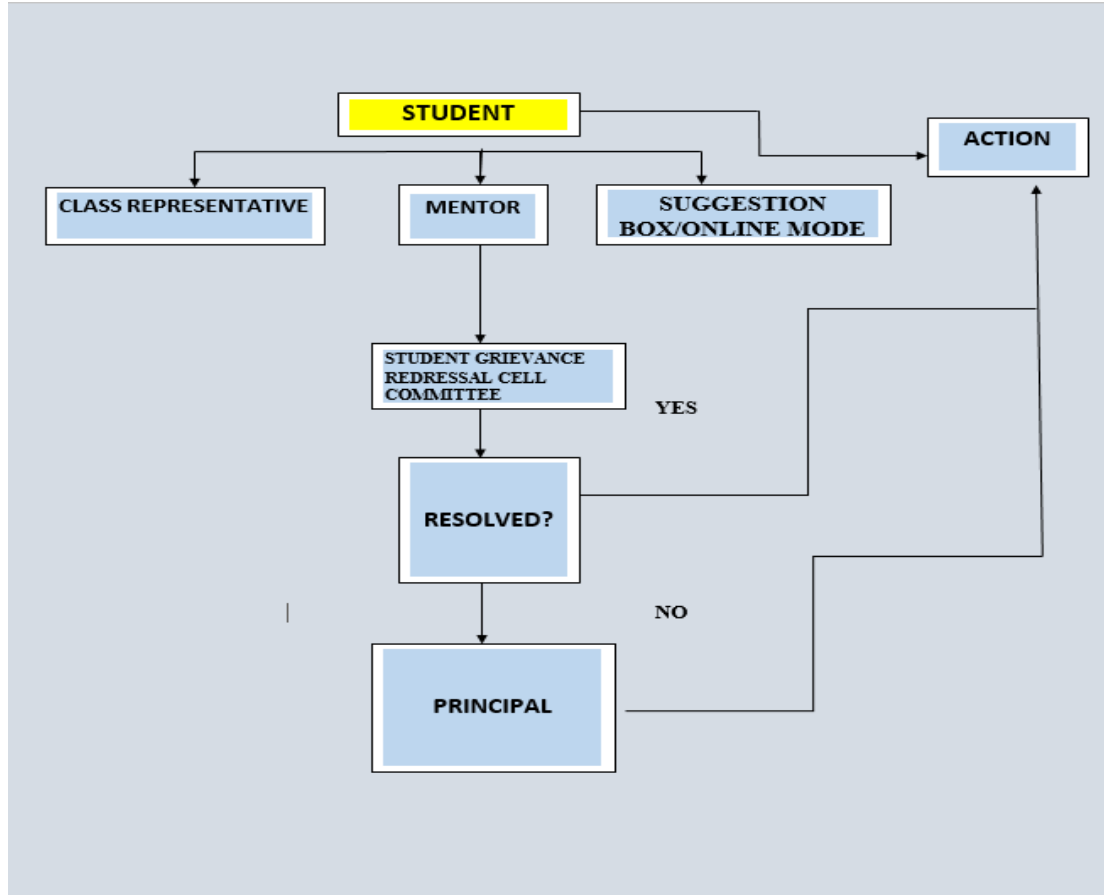 STUDENT
ACTION
CLASS REPRESENTATIVE
MENTOR
SUGGESTION
BOX/ONLINE MODE
STUDENT GRIEVANCE
REDRESSAL CELL
COMMITTEE
YES
RESOLVED?
NO
PRINCIPAL